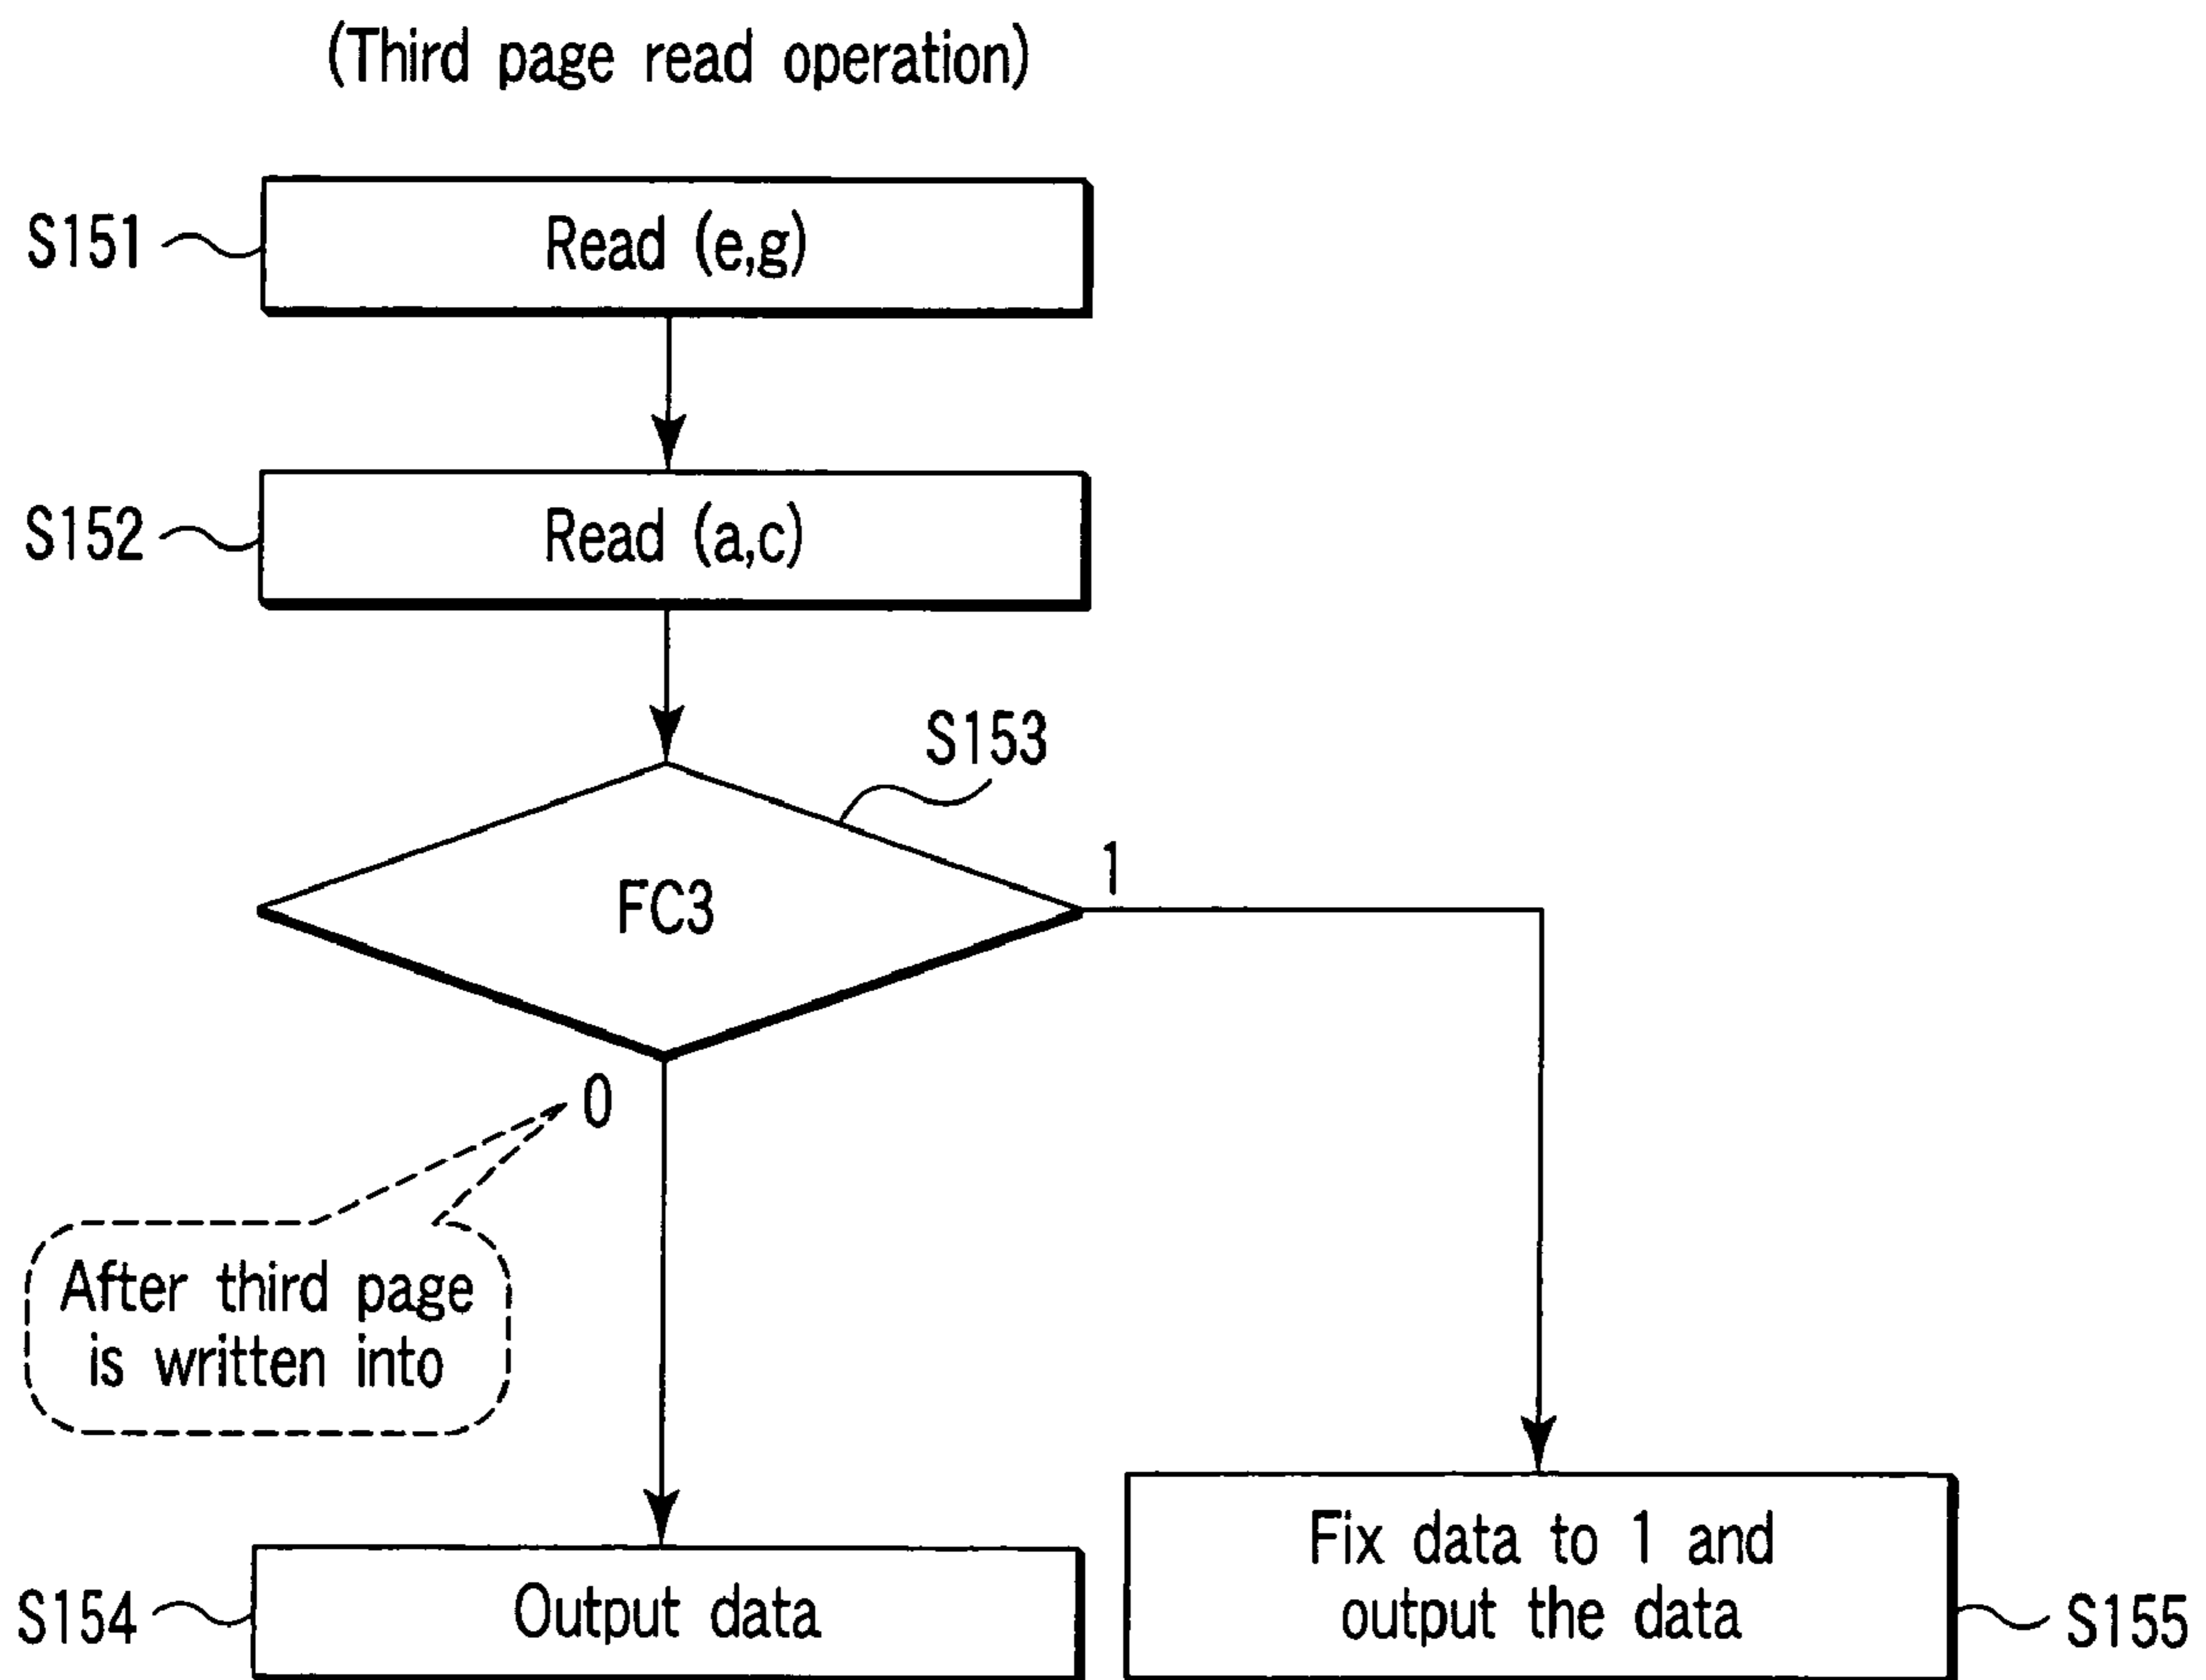 (Third page read operation)
S151
Read (e,g)
S152
Read (a,c)
S153
FC3
1
0
After third page
is written into
S154
Output data
Fix data to 1 and
output the data
S155